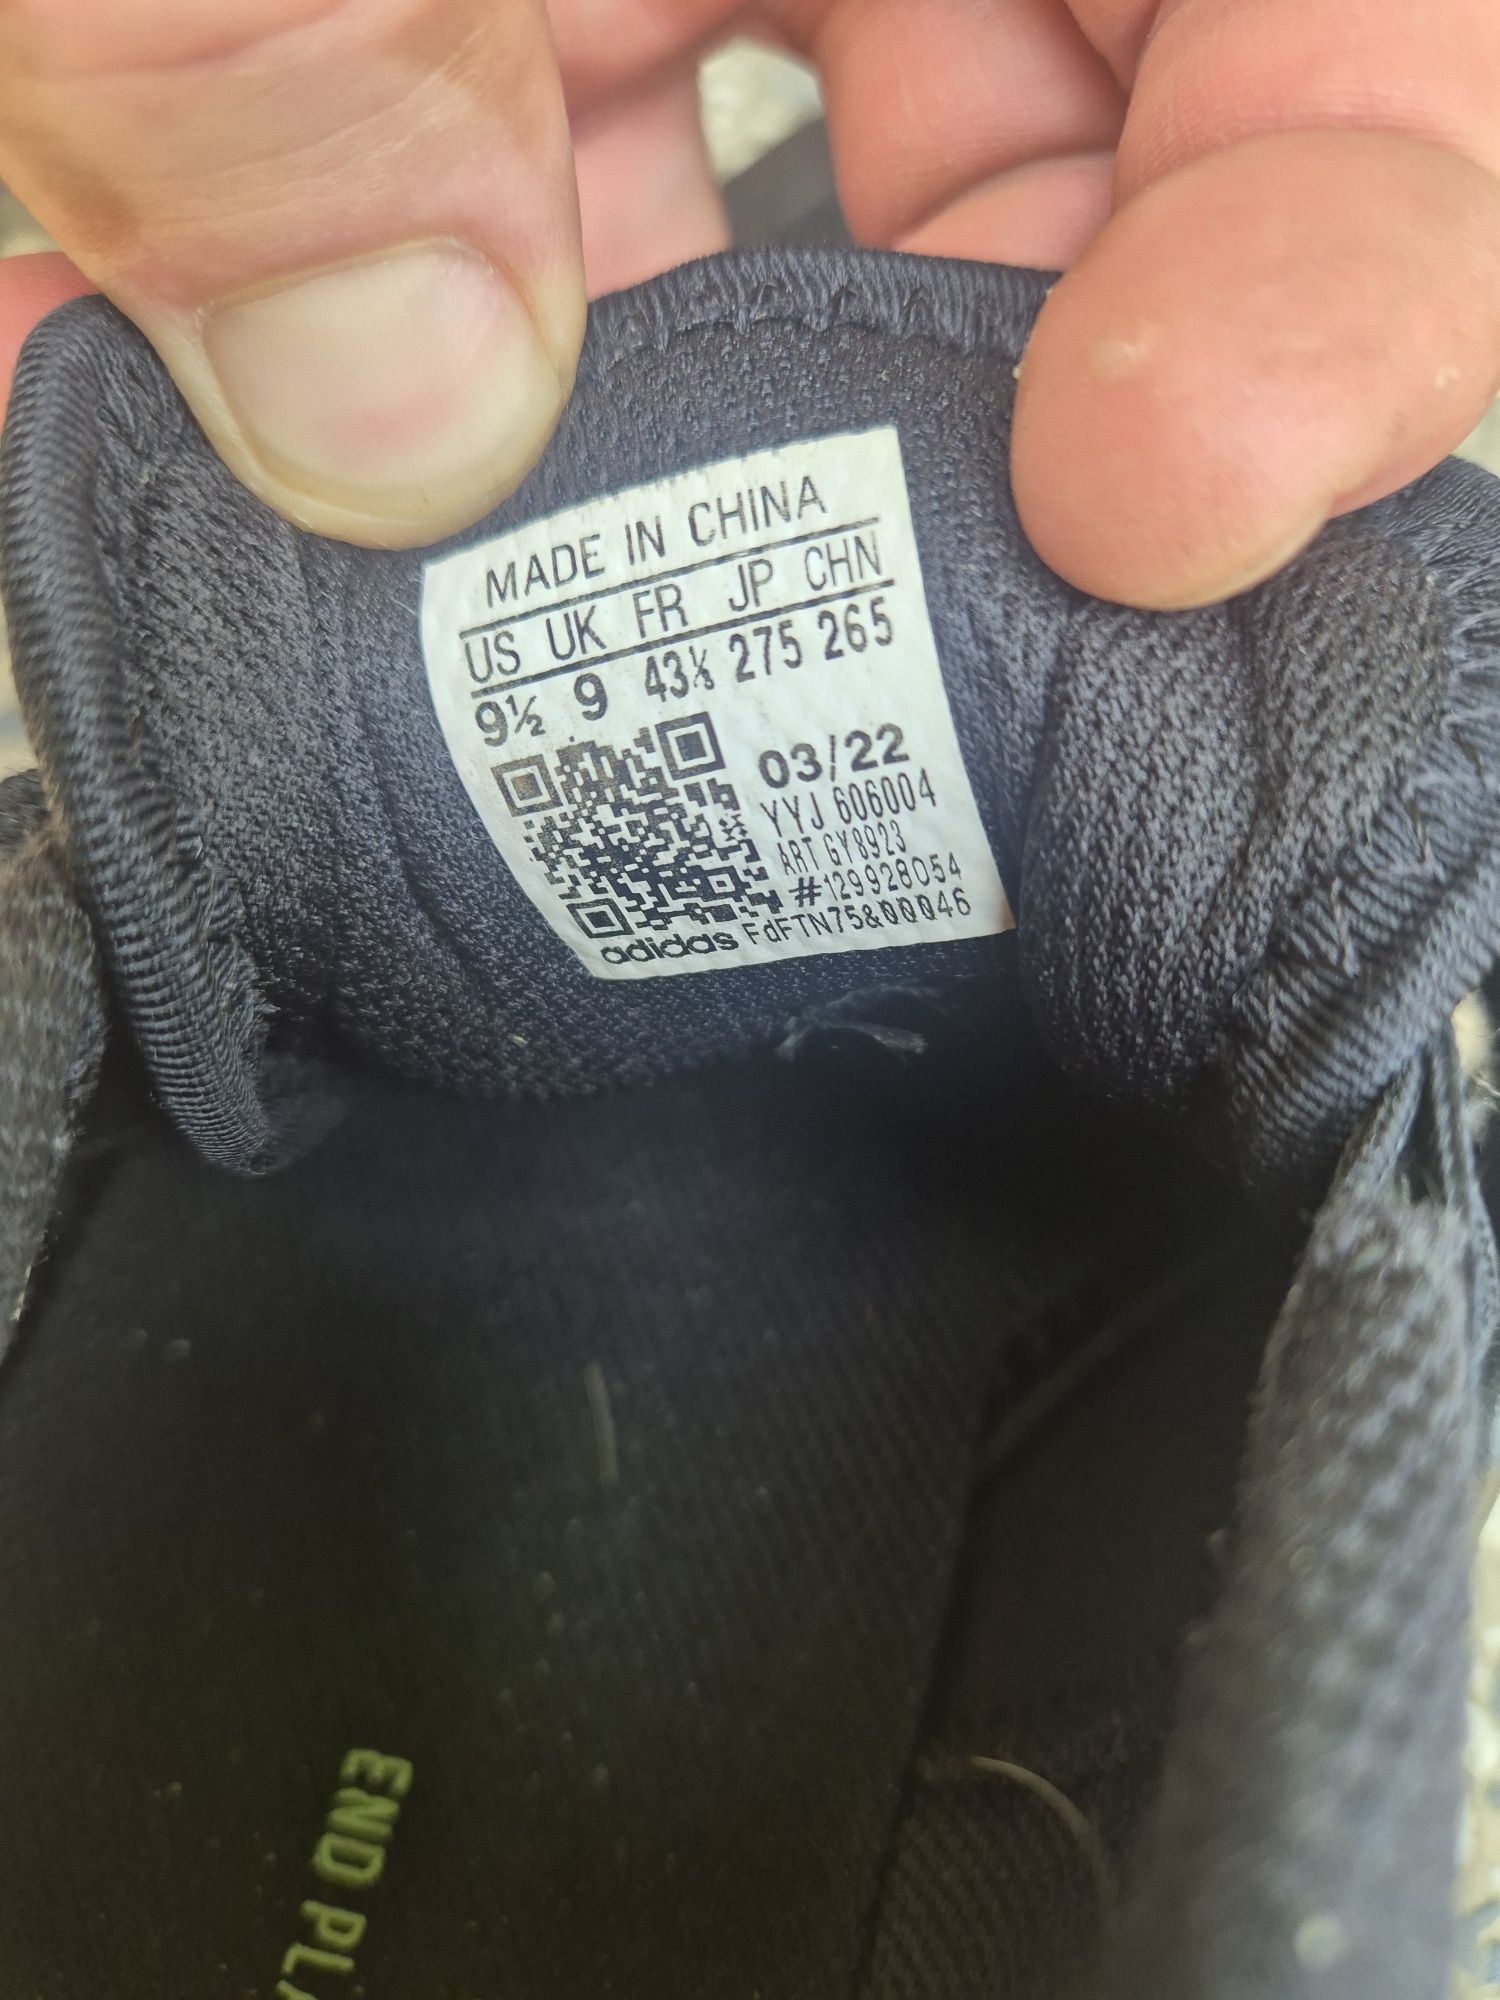 MADE IN CHINA
US UK FR JP CHN
9½ 9 43⅓ 275 265
03/22
YYJ 606004
ART GY8923
#129928054
adidas FdFTN75&00046
END PLA